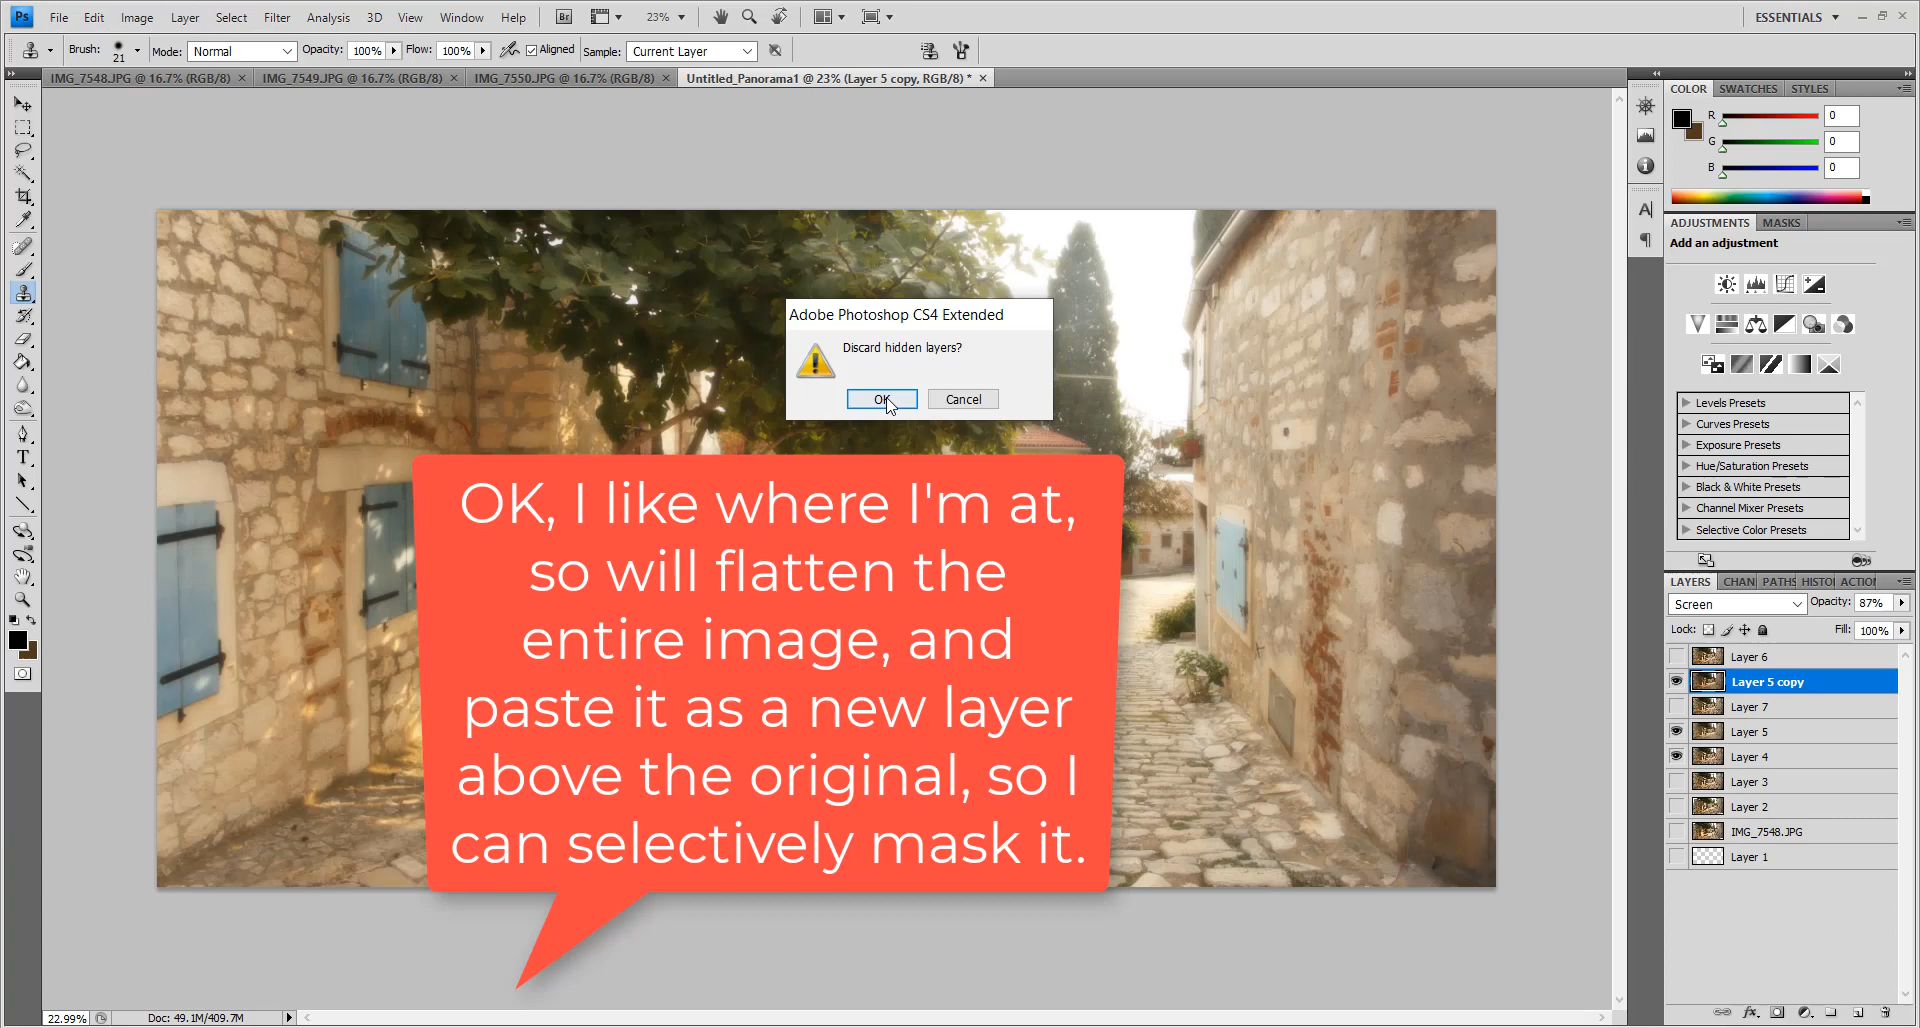 Ps File Edit Image Layer Select Filter Analysis 3D View Window Help Br 23% ESSENTIALS
Brush: 21 Mode: Normal Opacity: 100% Flow: 100% Aligned Sample: Current Layer
IMG_7548.JPG @ 16.7% (RGB/8) × IMG_7549.JPG @ 16.7% (RGB/8) × IMG_7550.JPG @ 16.7% (RGB/8) × Untitled_Panorama1 @ 23% (Layer 5 copy, RGB/8) * ×
COLOR SWATCHES STYLES
R 0
G 0
B 0
ADJUSTMENTS MASKS
Add an adjustment
Adobe Photoshop CS4 Extended
Discard hidden layers?
OK Cancel
Levels Presets
Curves Presets
Exposure Presets
Hue/Saturation Presets
Black & White Presets
Channel Mixer Presets
Selective Color Presets
OK, I like where I'm at,
so will flatten the
entire image, and
paste it as a new layer
above the original, so I
can selectively mask it.
LAYERS CHAN PATHS HISTO ACTION
Screen Opacity: 87%
Lock: Fill: 100%
Layer 6
Layer 5 copy
Layer 7
Layer 5
Layer 4
Layer 3
Layer 2
IMG_7548.JPG
Layer 1
22.99% Doc: 49.1M/409.7M